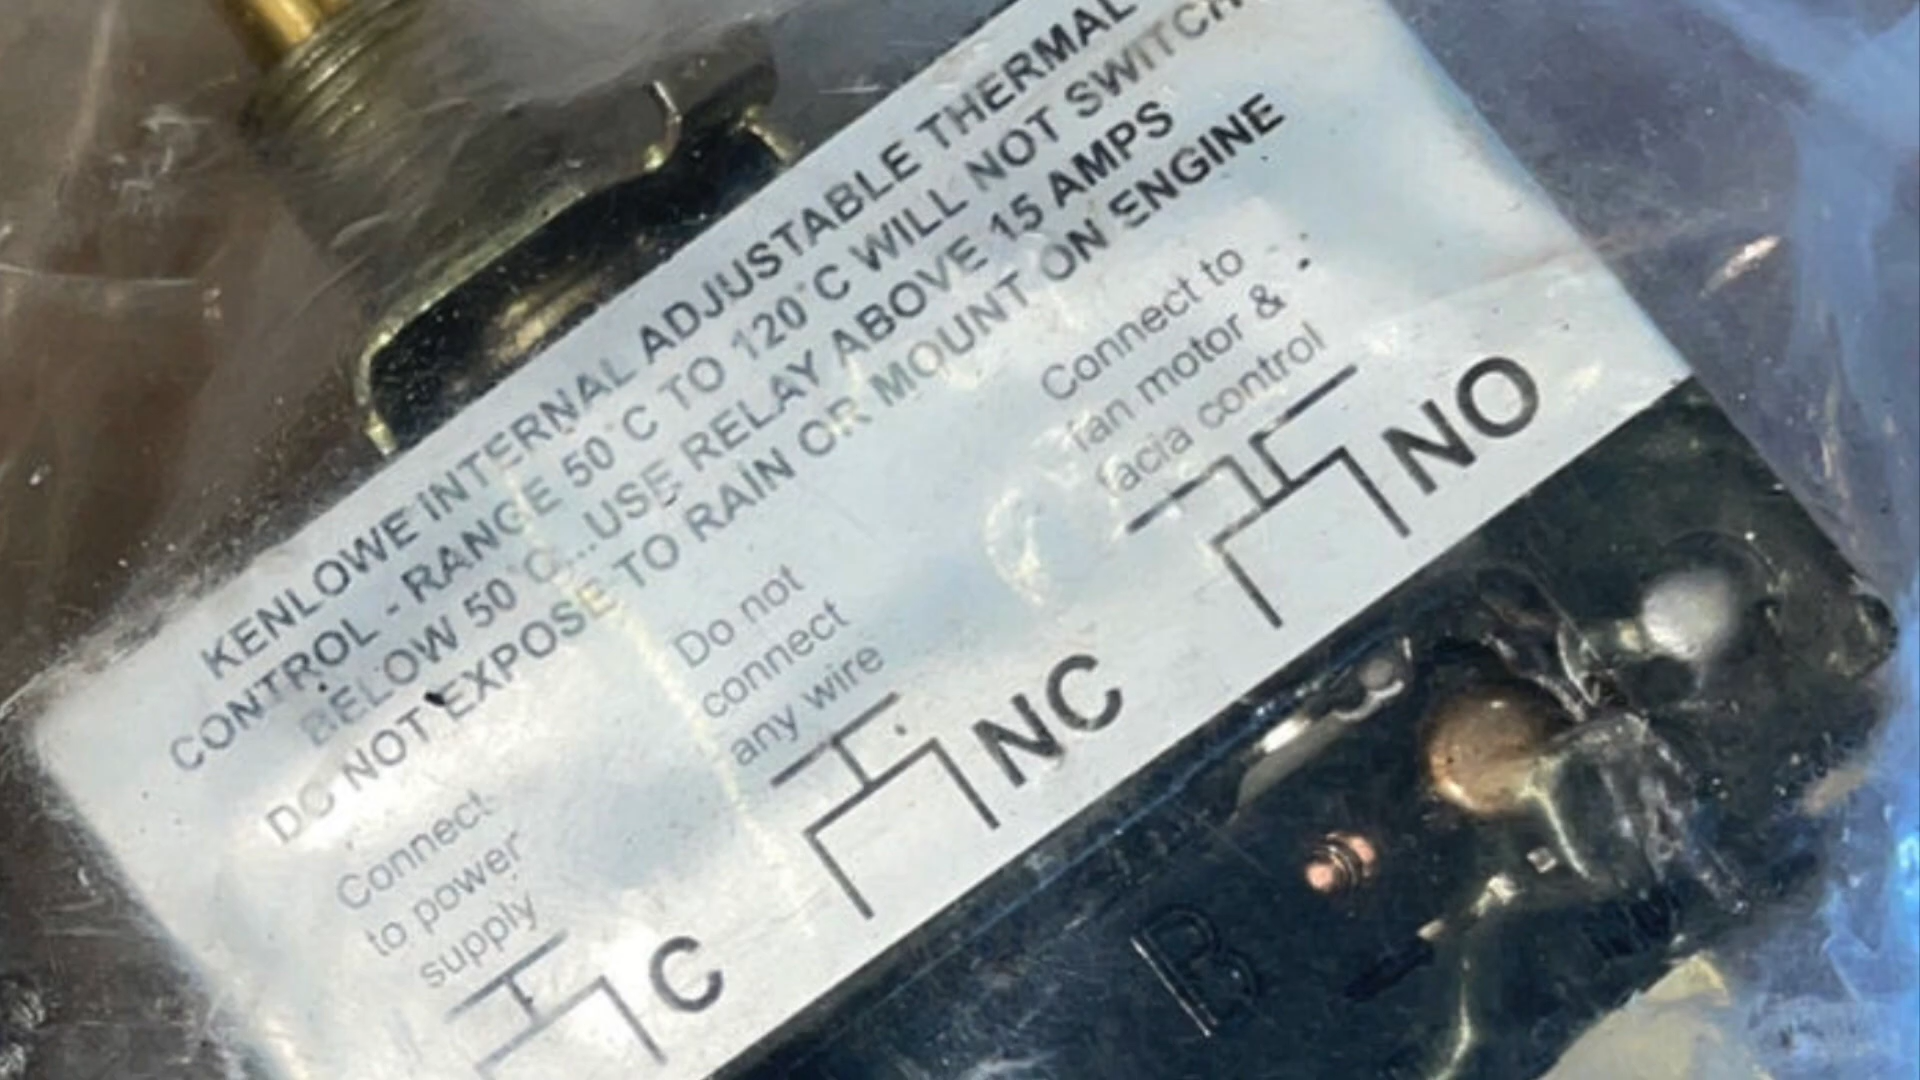 KENLOWE INTERNAL ADJUSTABLE THERMAL
CONTROL - RANGE 50°C TO 120°C WILL NOT SWITCH
BELOW 50°C...USE RELAY ABOVE 15 AMPS
DO NOT EXPOSE TO RAIN OR MOUNT ON ENGINE
Connect
to power
supply
C
Do not
connect
any wire
NC
Connect to
fan motor &
facia control
NO
B